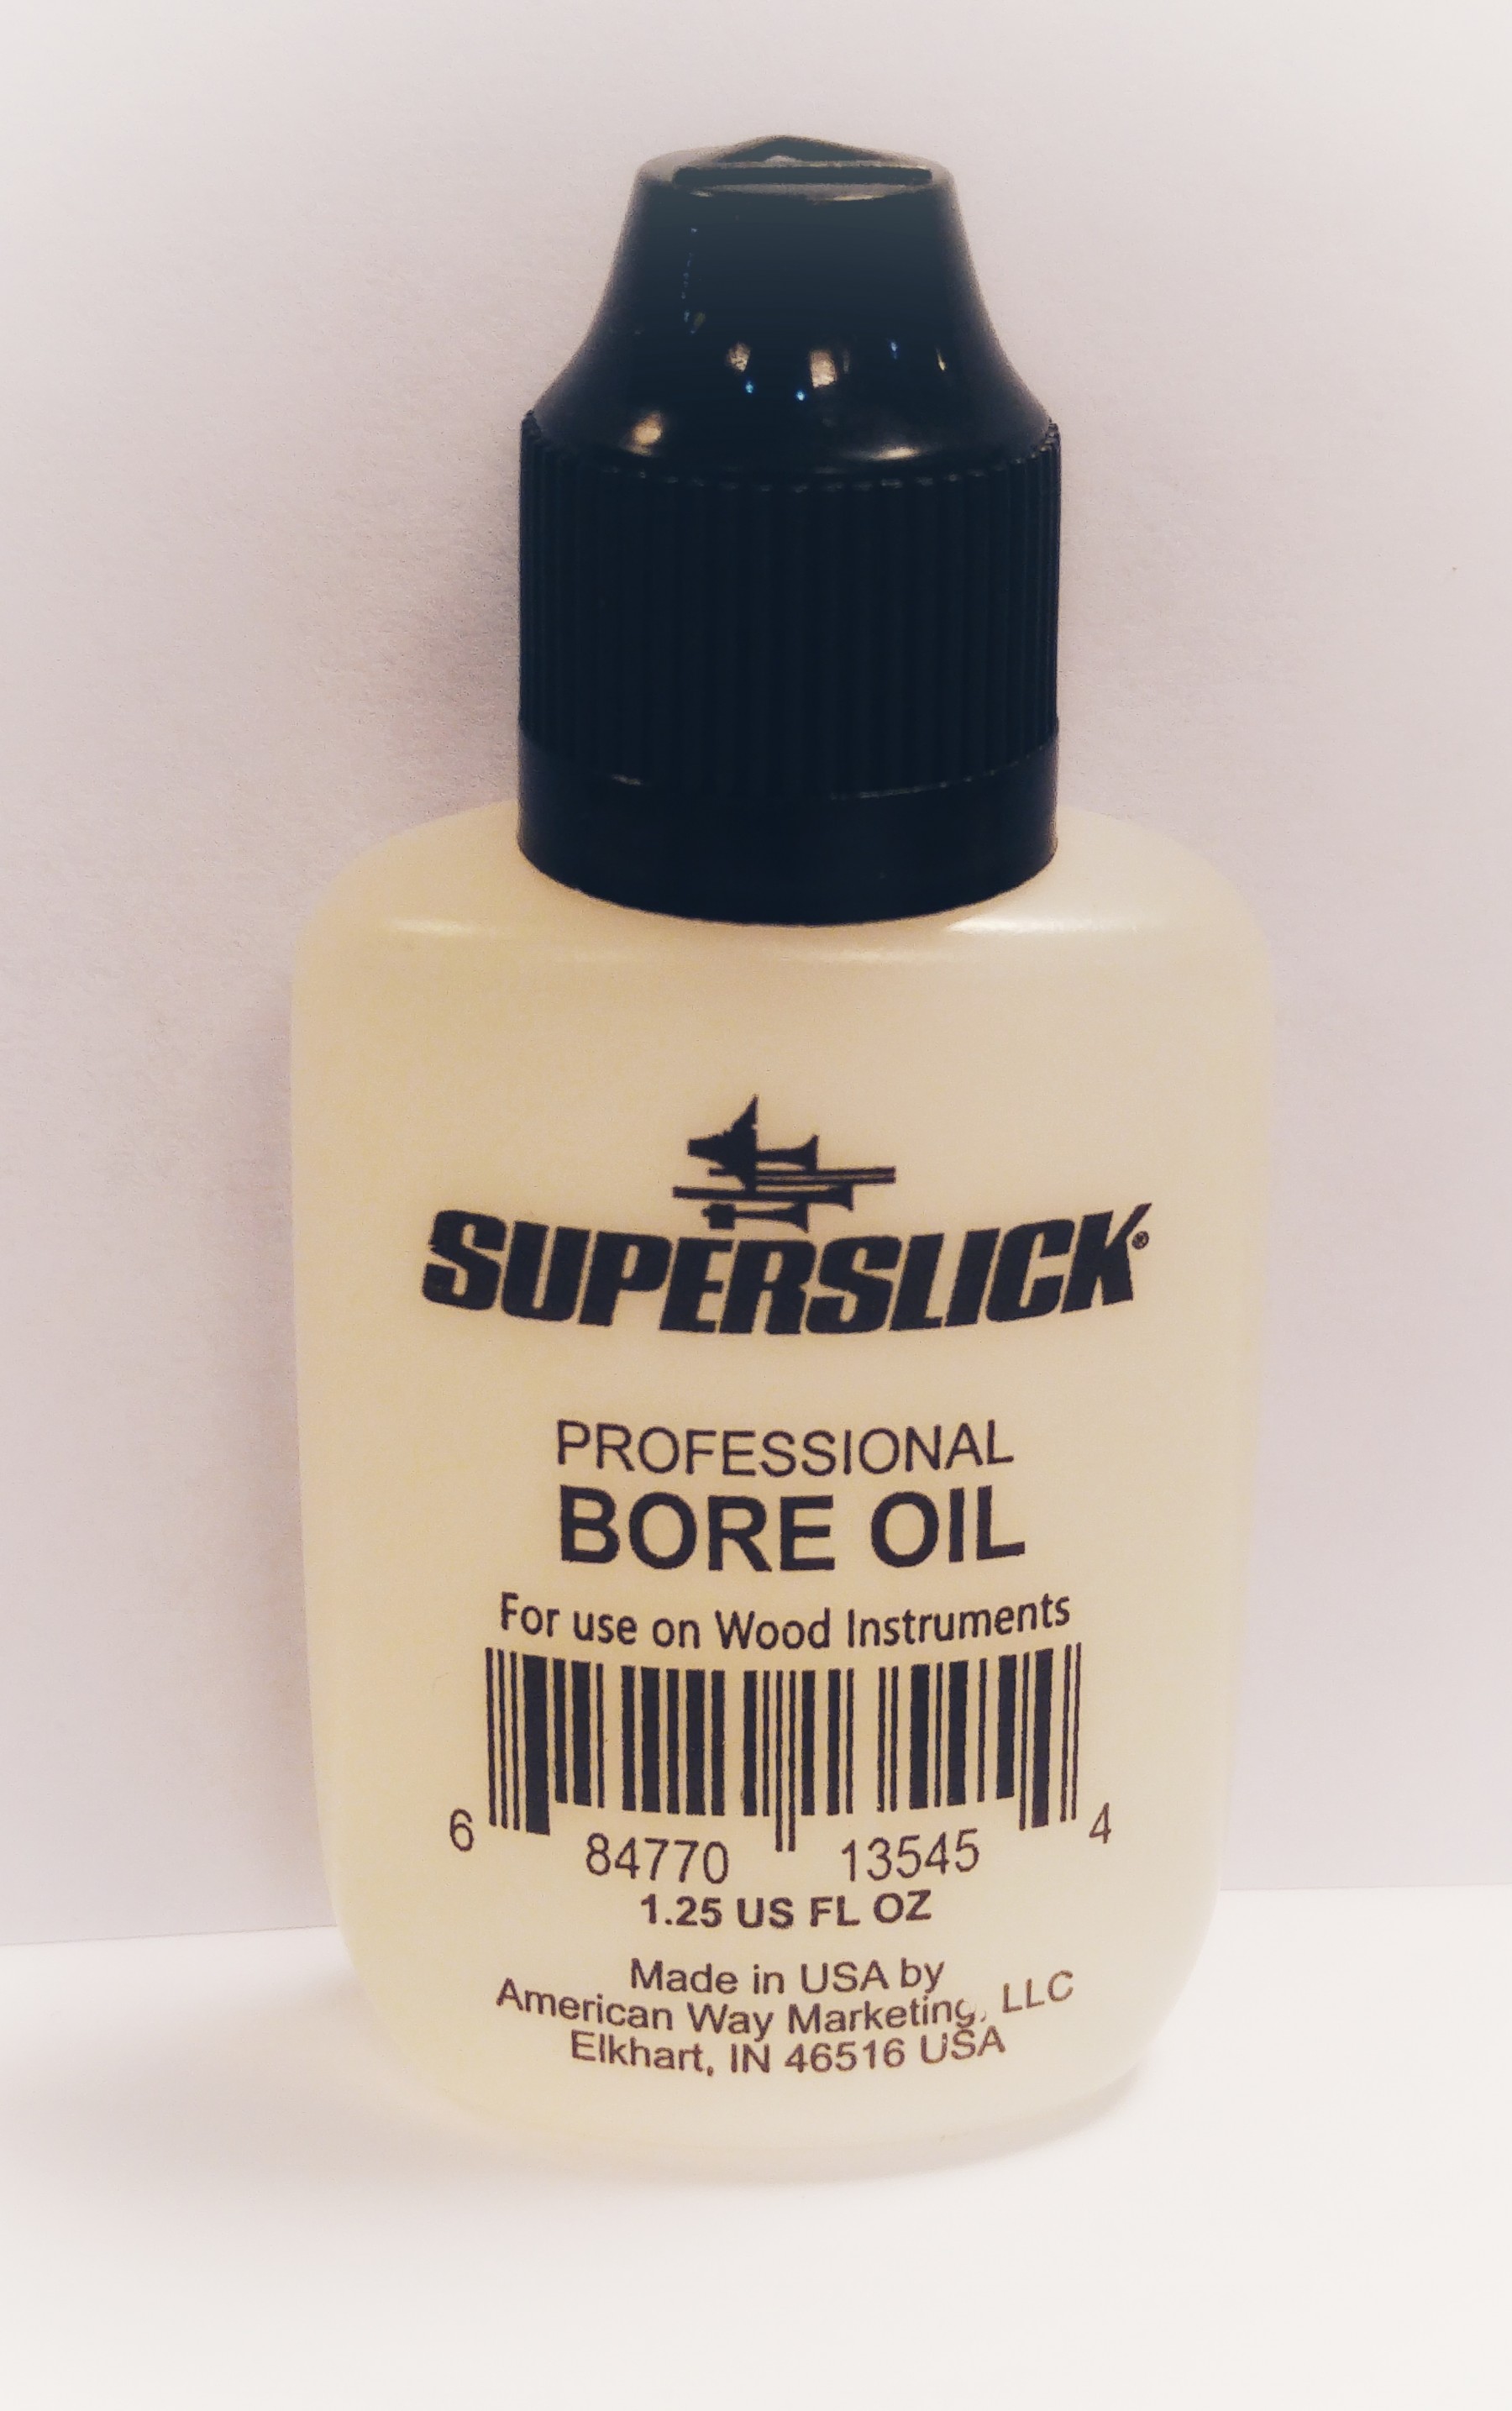 SUPERSLICK®
PROFESSIONAL
BORE OIL
For use on Wood Instruments
6 84770 13545 4
1.25 US FL OZ
Made in USA by
American Way Marketing, LLC
Elkhart, IN 46516 USA